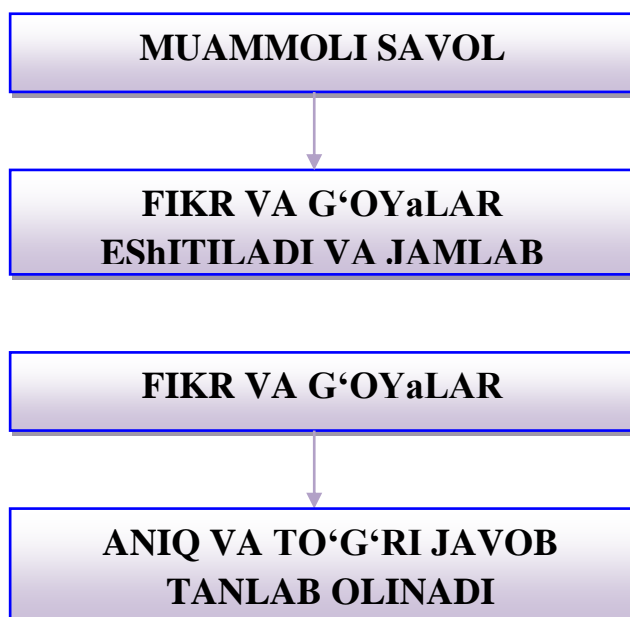 MUAMMOLI SAVOL
FIKR VA G‘OYaLAR
EShITILADI VA JAMLAB
FIKR VA G‘OYaLAR
ANIQ VA TO‘G‘RI JAVOB
TANLAB OLINADI